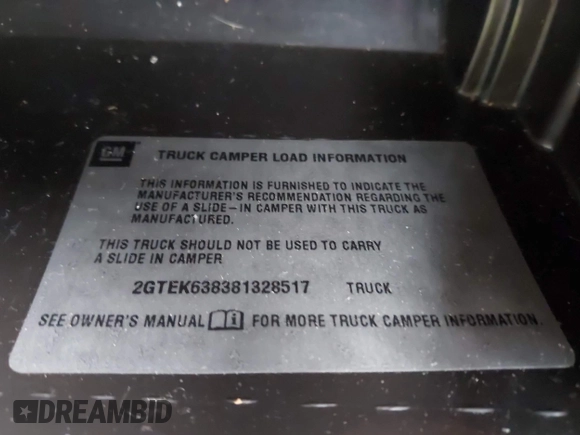 GM
TRUCK CAMPER LOAD INFORMATION
THIS INFORMATION IS FURNISHED TO INDICATE THE
MANUFACTURER'S RECOMMENDATION REGARDING THE
USE OF A SLIDE-IN CAMPER WITH THIS TRUCK AS
MANUFACTURED.
THIS TRUCK SHOULD NOT BE USED TO CARRY
A SLIDE IN CAMPER
2GTEK638381328517 TRUCK
SEE OWNER'S MANUAL FOR MORE TRUCK CAMPER INFORMATION.
DREAMBID